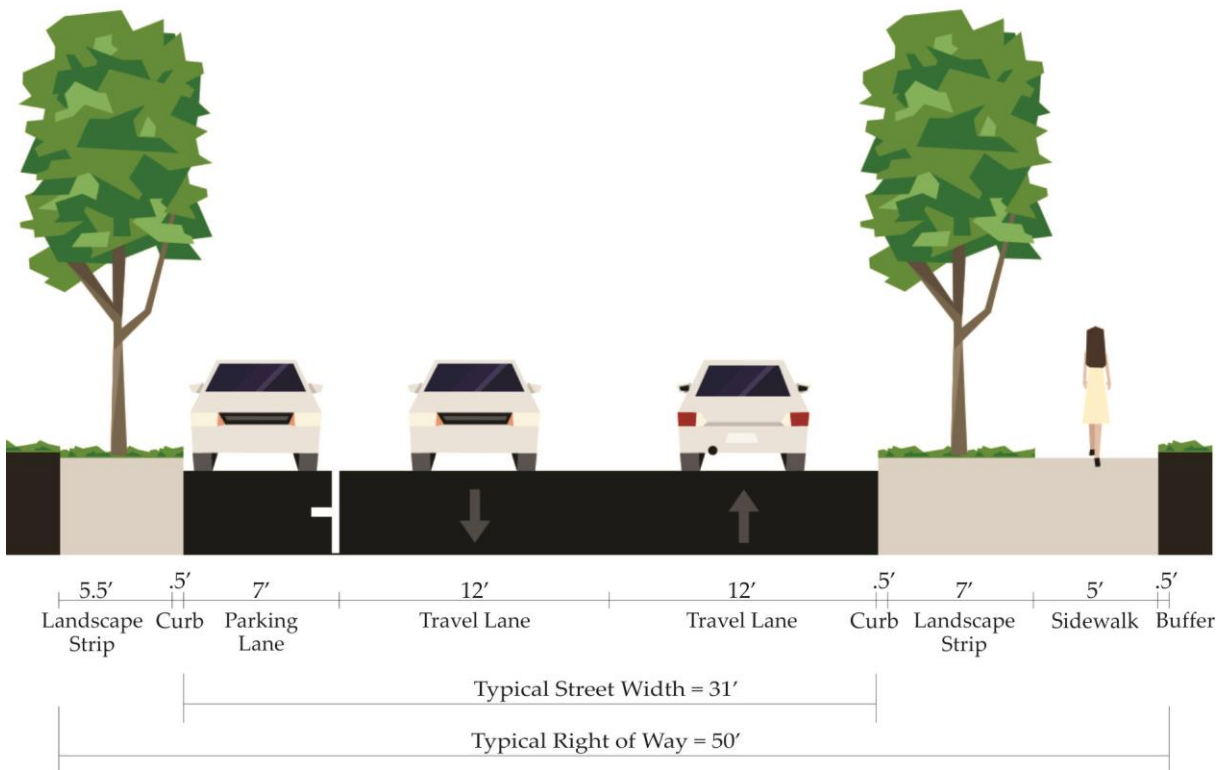 5.5’ .5’ 7’ 12’ 12’ .5’ 7’ 5’ .5’
Landscape Curb Parking Travel Lane Travel Lane Curb Landscape Sidewalk Buffer
Strip Lane Strip
Typical Street Width = 31’
Typical Right of Way = 50’